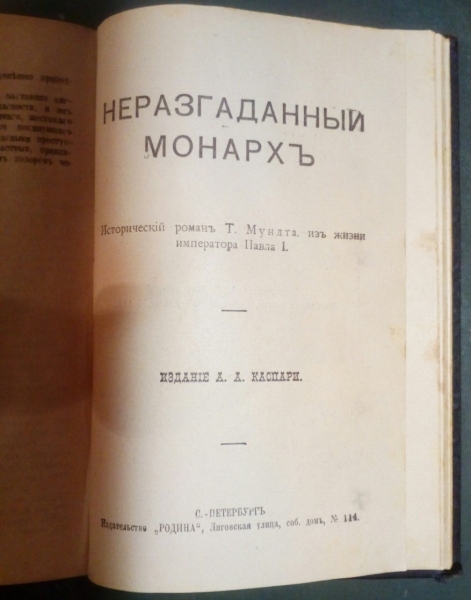 НЕРАЗГАДАННЫЙ
МОНАРХЪ
Историческій романъ Т. Мундта. изъ жизни
императора Павла I.
ИЗДАНІЕ А. А. КАСПАРИ.
С.-ПЕТЕРБУРГЪ
Издательство „РОДИНА", Лиговская улица, соб. домъ, № 114.